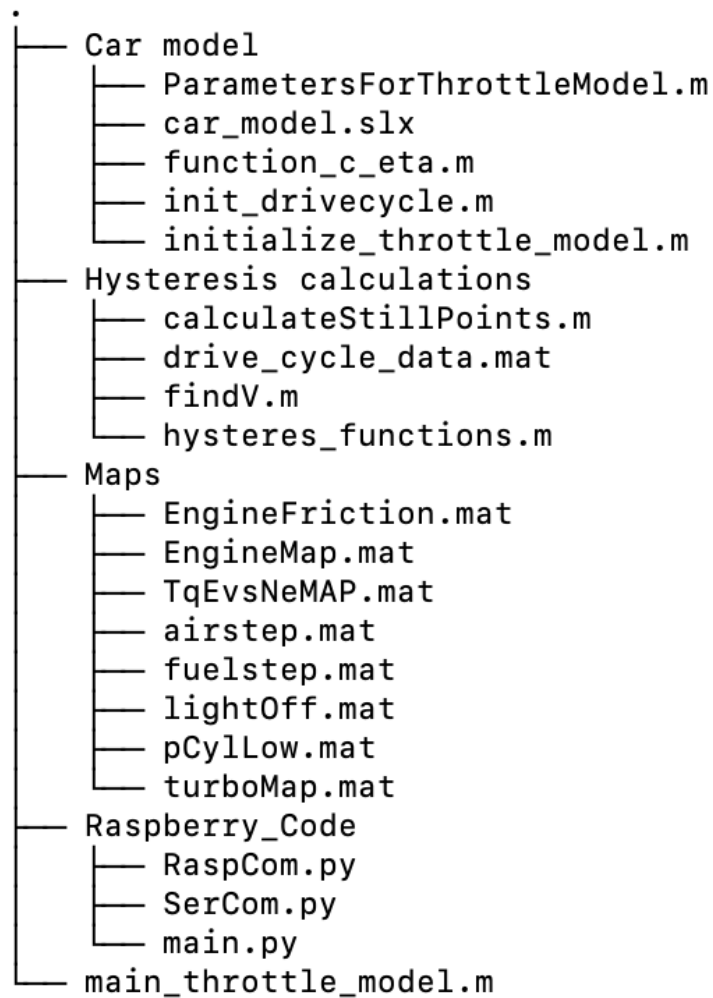 .
├── Car model
│   ├── ParametersForThrottleModel.m
│   ├── car_model.slx
│   ├── function_c_eta.m
│   ├── init_drivecycle.m
│   └── initialize_throttle_model.m
├── Hysteresis calculations
│   ├── calculateStillPoints.m
│   ├── drive_cycle_data.mat
│   ├── findV.m
│   └── hysteres_functions.m
├── Maps
│   ├── EngineFriction.mat
│   ├── EngineMap.mat
│   ├── TqEvsNeMAP.mat
│   ├── airstep.mat
│   ├── fuelstep.mat
│   ├── lightOff.mat
│   ├── pCylLow.mat
│   └── turboMap.mat
├── Raspberry_Code
│   ├── RaspCom.py
│   ├── SerCom.py
│   └── main.py
└── main_throttle_model.m